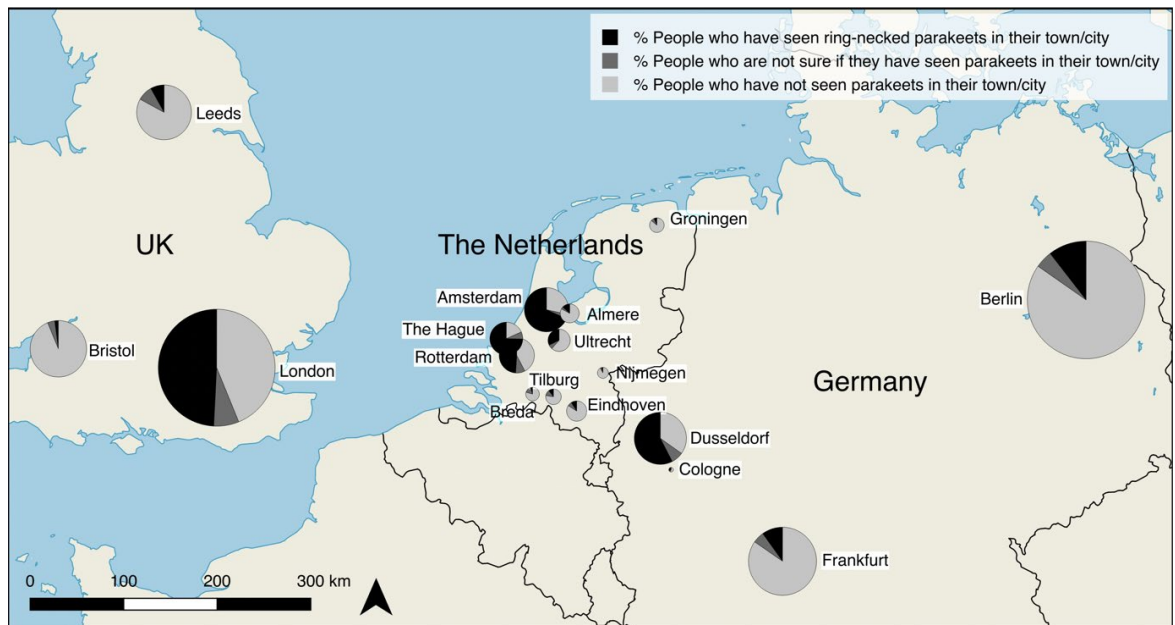 % People who have seen ring-necked parakeets in their town/city
% People who are not sure if they have seen parakeets in their town/city
% People who have not seen parakeets in their town/city
Leeds
Groningen
UK
The Netherlands
Amsterdam
Berlin
Almere
The Hague
Utrecht
Bristol
Rotterdam
London
Tilburg
Nijmegen
Germany
Breda
Eindhoven
Dusseldorf
Cologne
Frankfurt
0 100 200 300 km